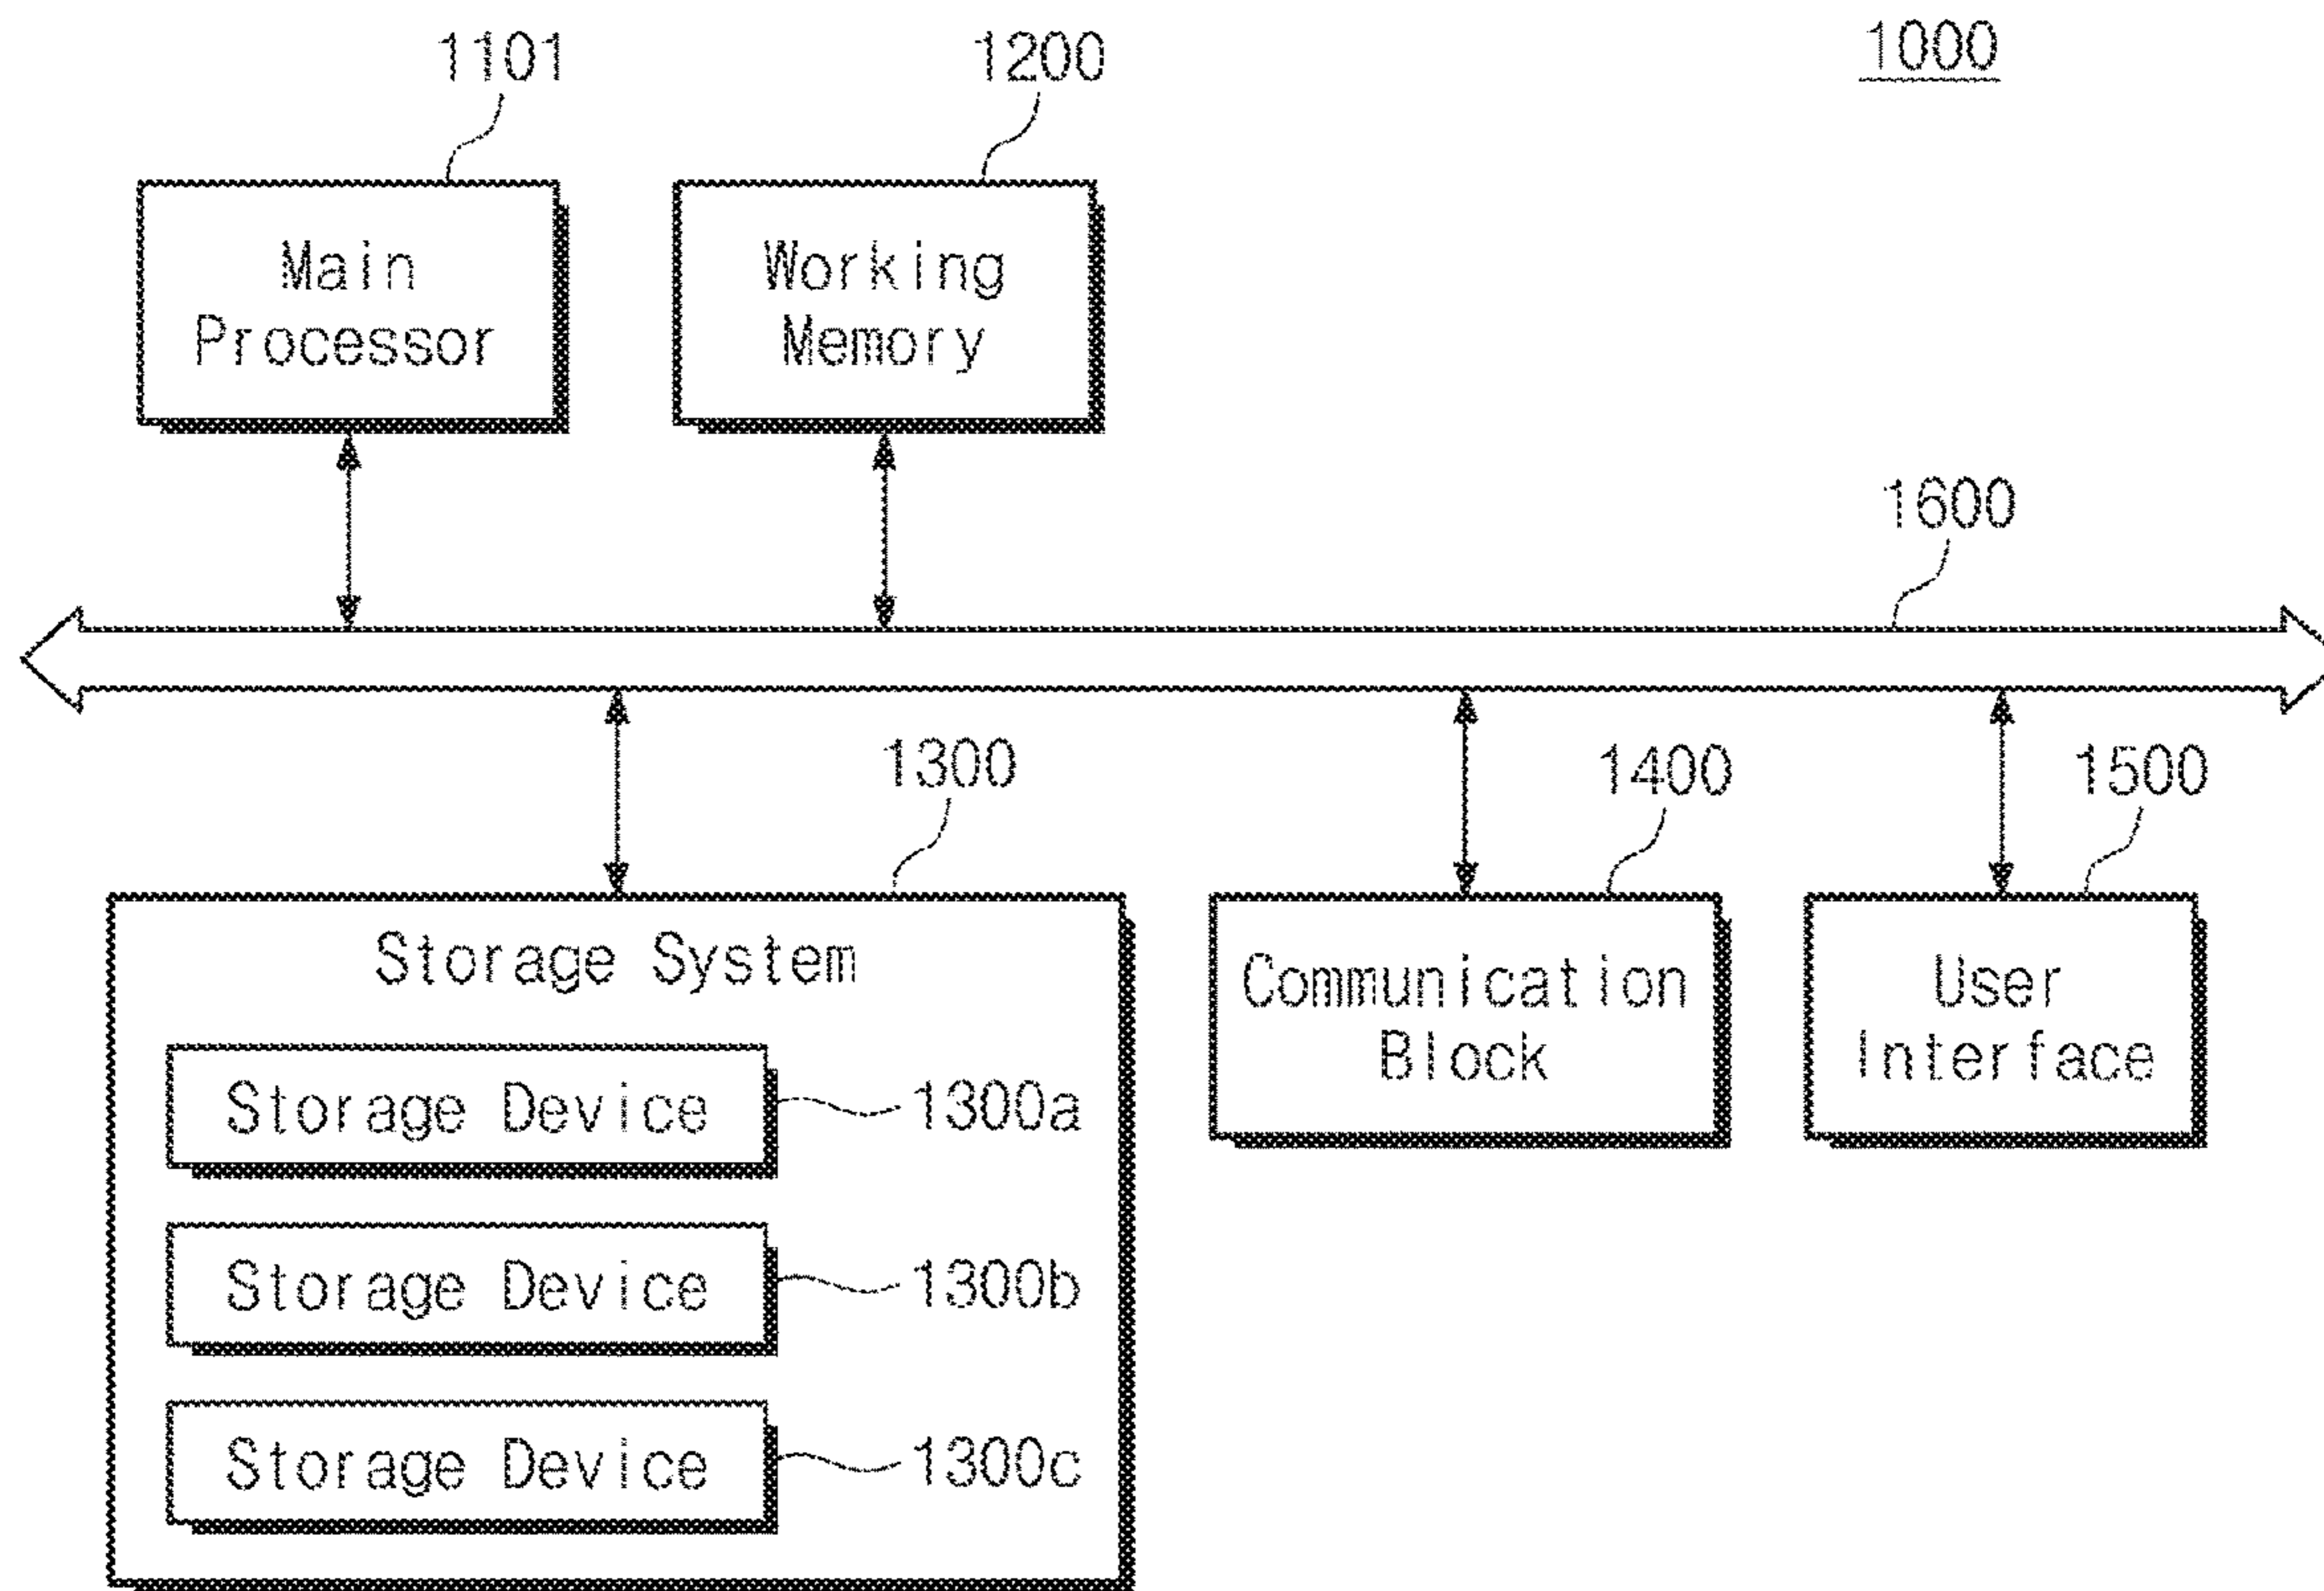 1101
1200
1000
Main
Processor
Working
Memory
1600
1300
1400
1500
Storage System
Communication
Block
User
Interface
Storage Device
1300a
Storage Device
1300b
Storage Device
1300c